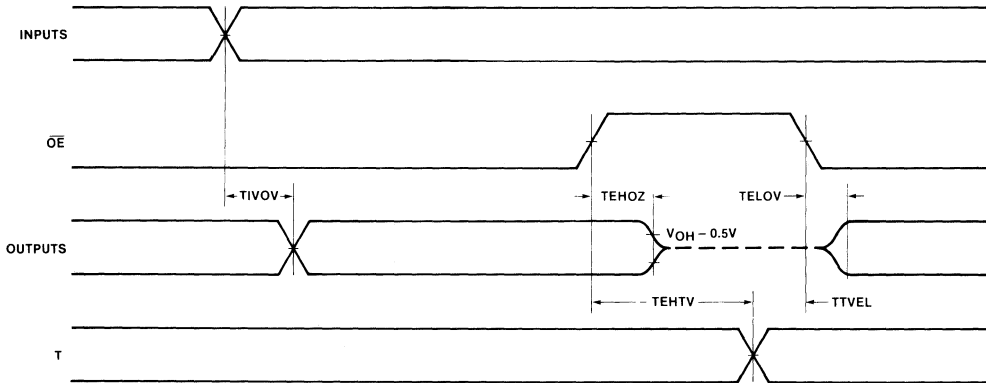 INPUTS
OE
TIVOV
TEHOZ
TELOV
OUTPUTS
VOH – 0.5V
TEHTV
TTVEL
T